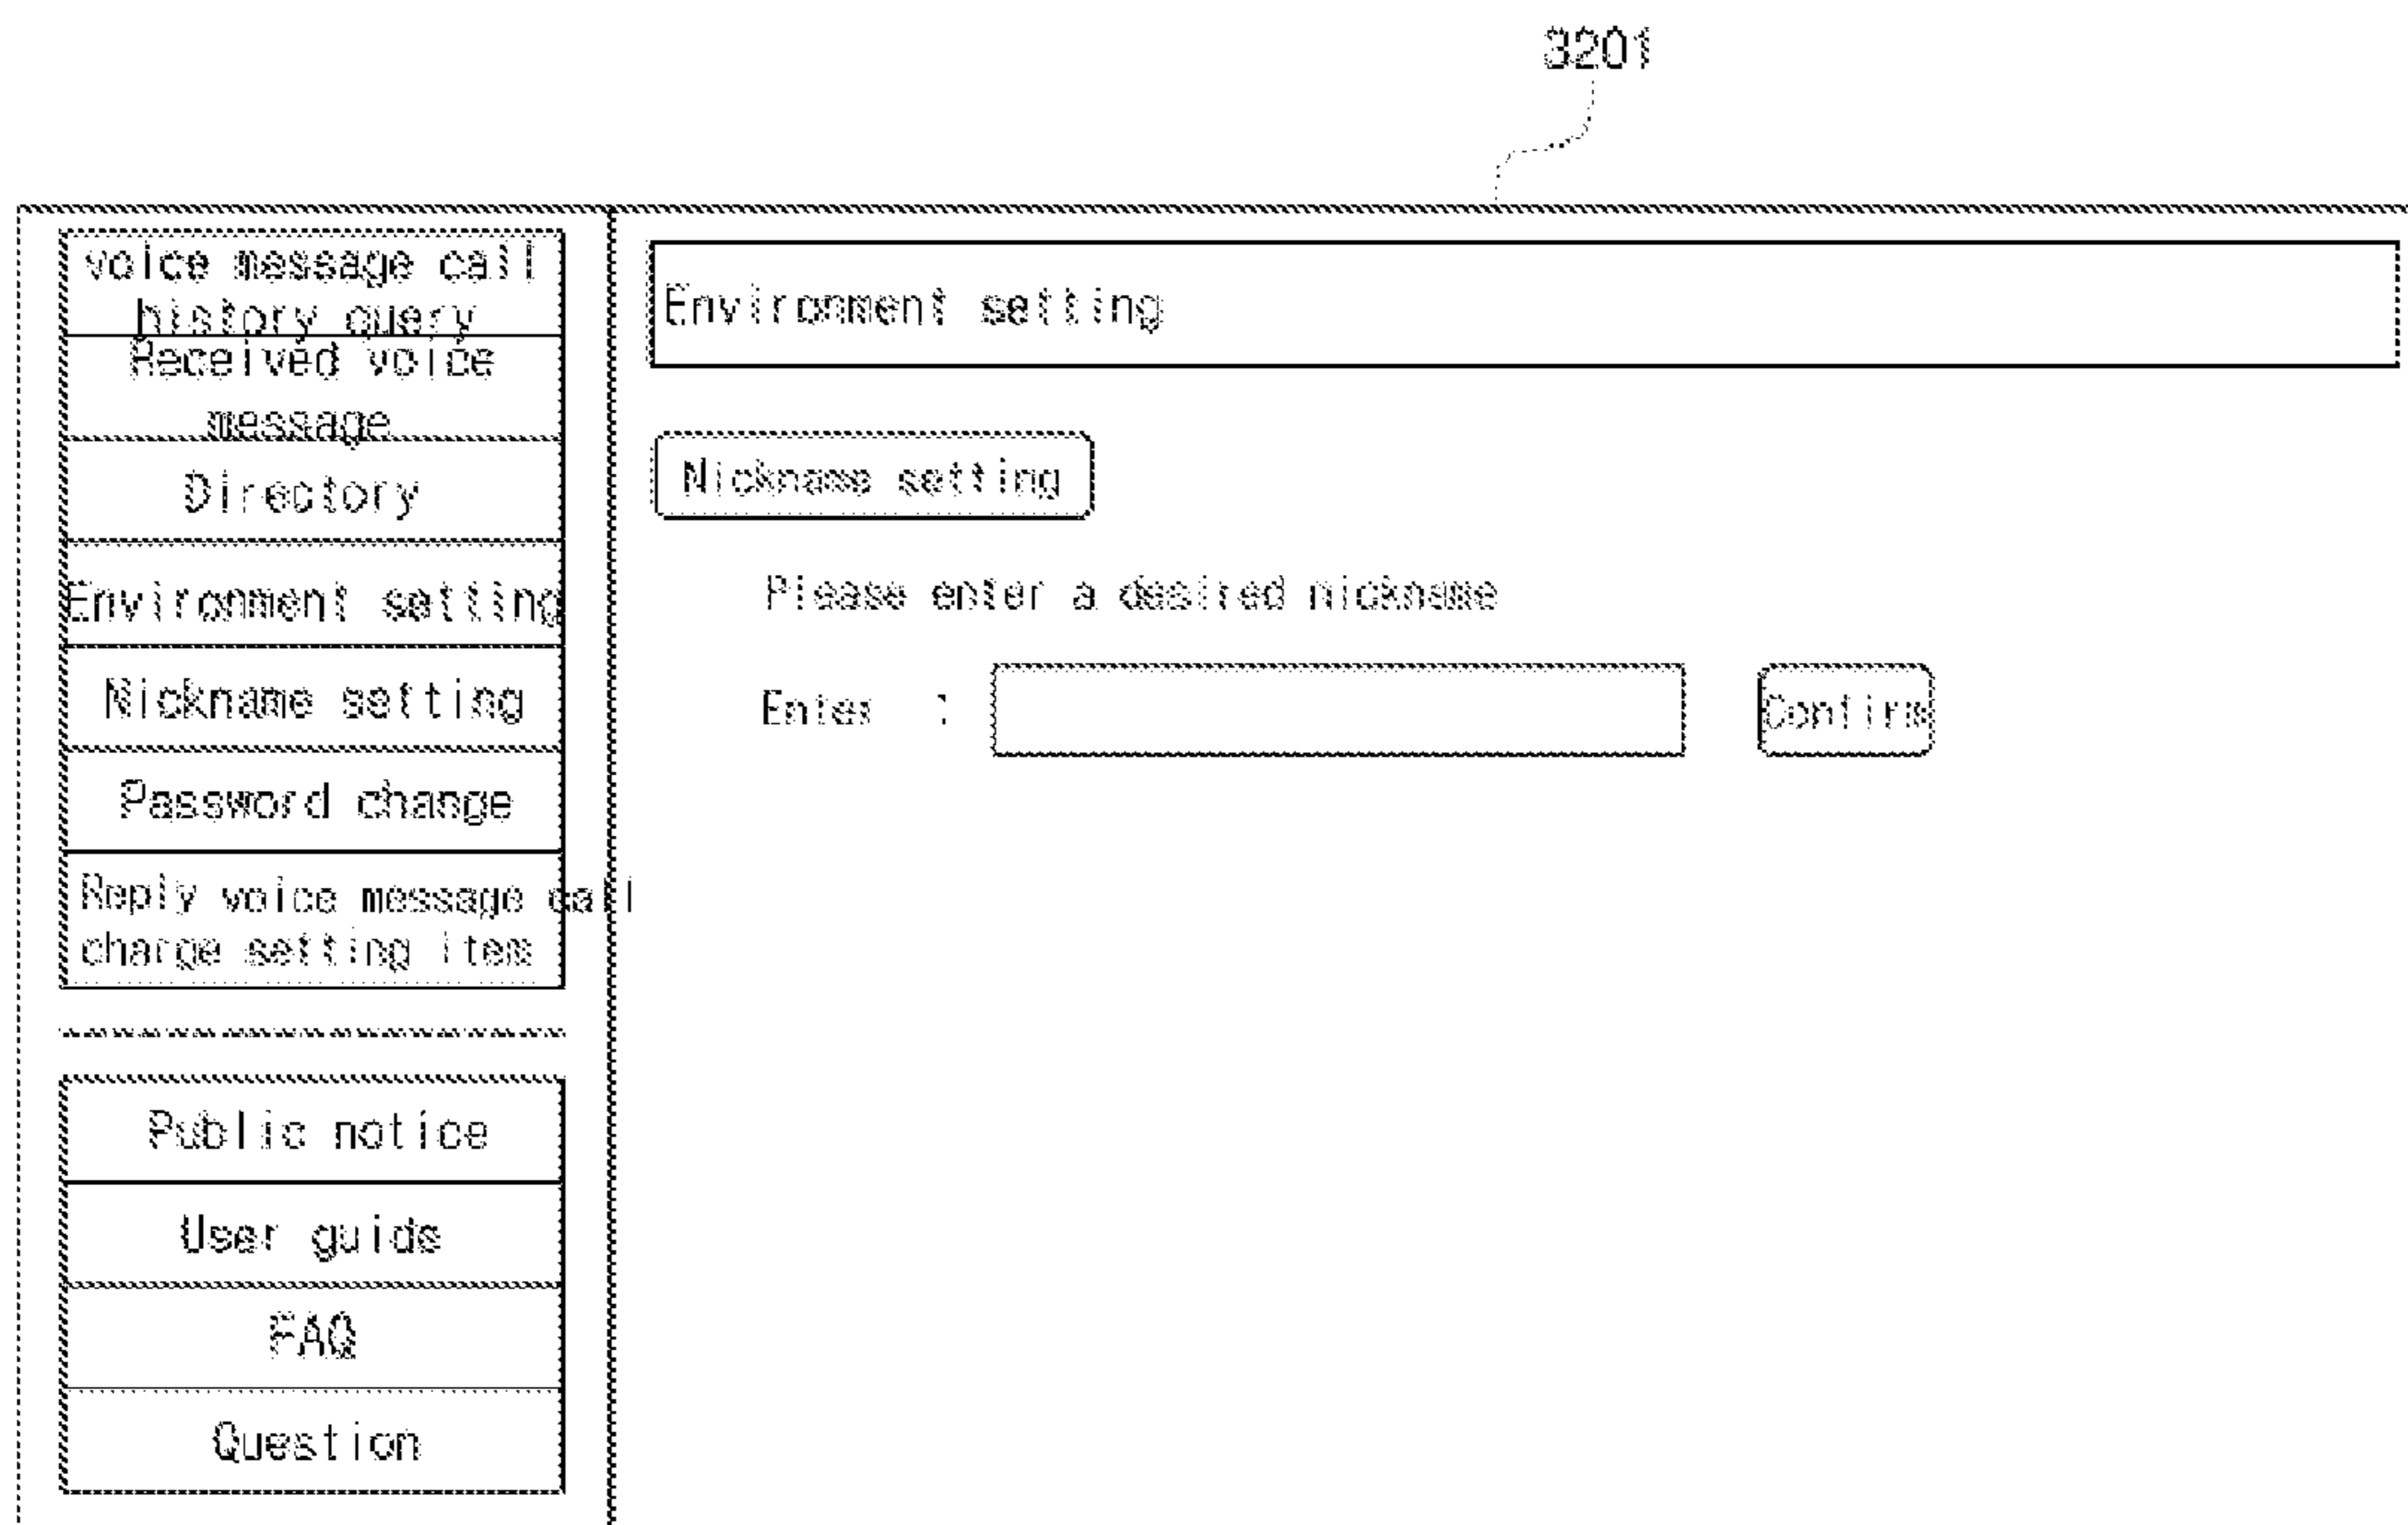 3201
voice message call
history query
Received voice
message
Directory
Environment setting
Nickname setting
Password change
Reply voice message call
charge setting item
Public notice
User guide
FAQ
Question
Environment setting
Nickname setting
Please enter a desired nickname
Enter : Confirm